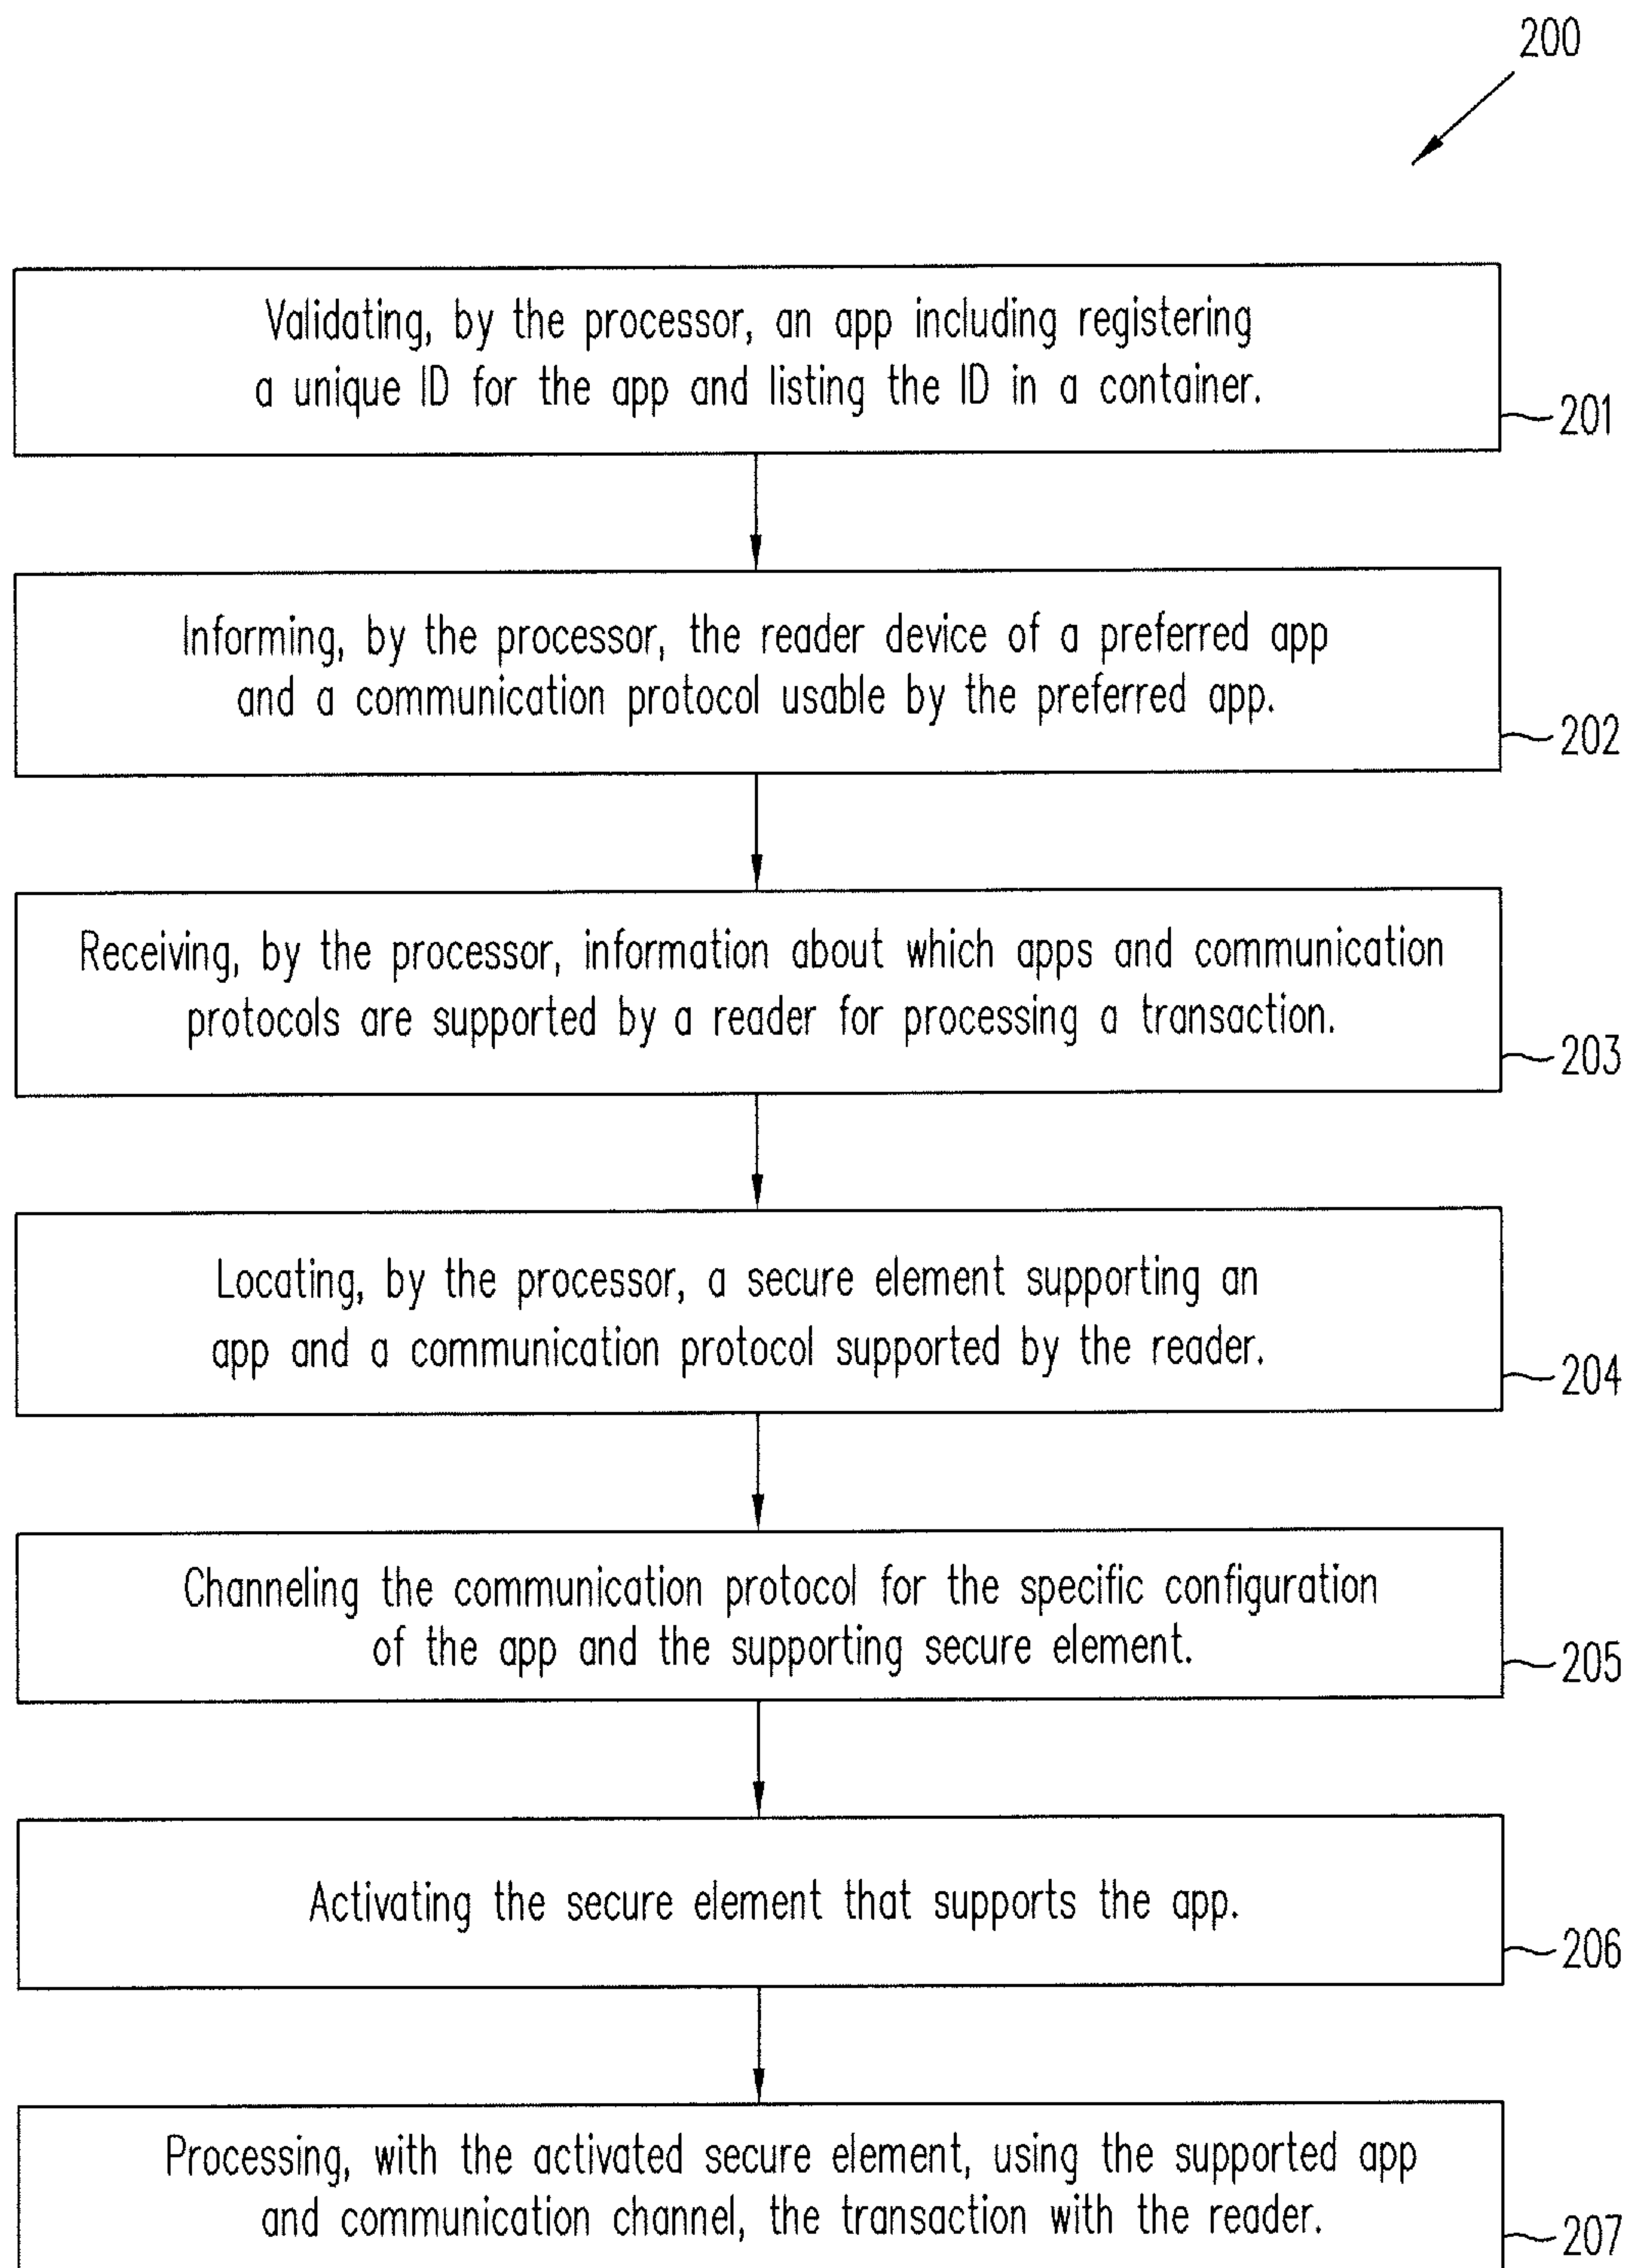 200
Validating, by the processor, an app including registering
a unique ID for the app and listing the ID in a container.
201
Informing, by the processor, the reader device of a preferred app
and a communication protocol usable by the preferred app.
202
Receiving, by the processor, information about which apps and communication
protocols are supported by a reader for processing a transaction.
203
Locating, by the processor, a secure element supporting an
app and a communication protocol supported by the reader.
204
Channeling the communication protocol for the specific configuration
of the app and the supporting secure element.
205
Activating the secure element that supports the app.
206
Processing, with the activated secure element, using the supported app
and communication channel, the transaction with the reader.
207